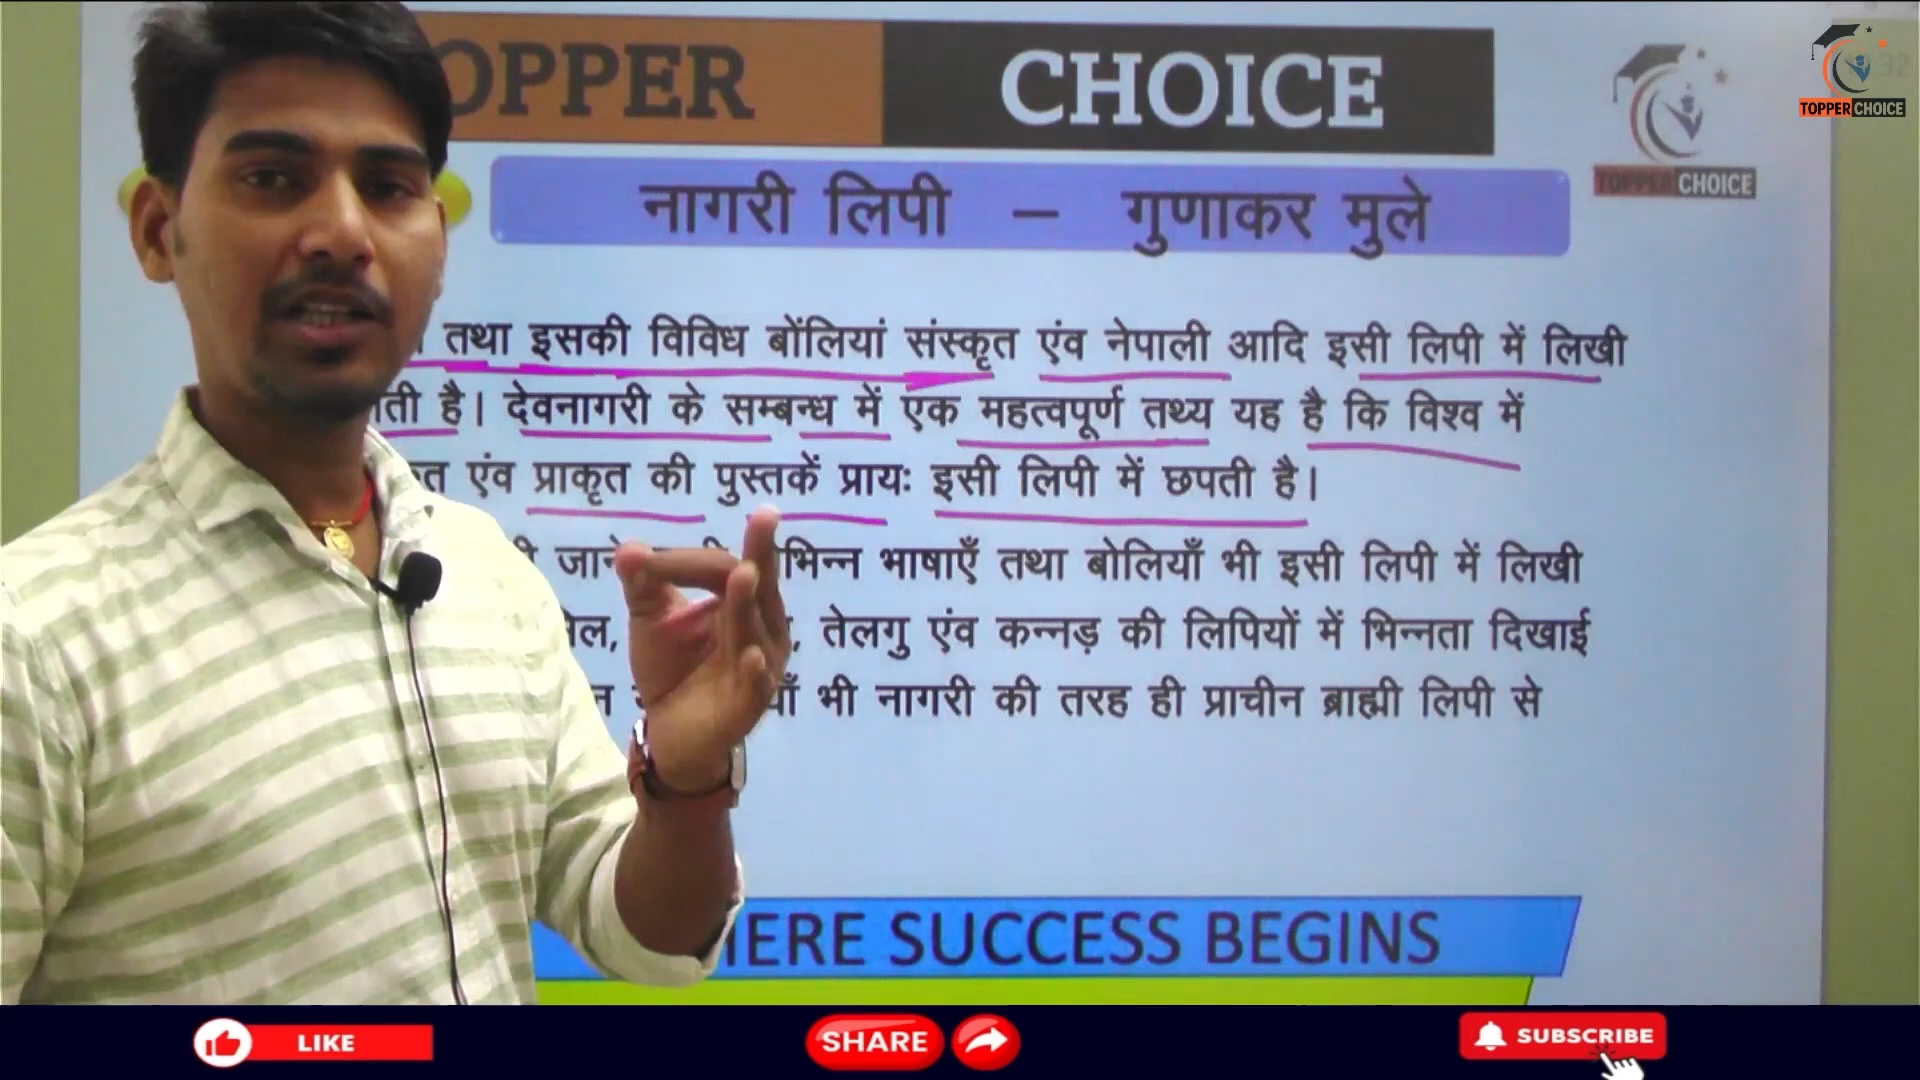 OPPER CHOICE
TOPPER CHOICE
TOPPER CHOICE
नागरी लिपी – गुणाकर मुले
तथा इसकी विविध बोंलियां संस्कृत एंव नेपाली आदि इसी लिपी में लिखी
है। देवनागरी के सम्बन्ध में एक महत्वपूर्ण तथ्य यह है कि विश्व में
एंव प्राकृत की पुस्तकें प्रायः इसी लिपी में छपती है।
भाषाएँ तथा बोलियाँ भी इसी लिपी में लिखी
तेलगु एंव कन्नड़ की लिपियों में भिन्नता दिखाई
भी नागरी की तरह ही प्राचीन ब्राह्मी लिपी से
SUCCESS BEGINS
LIKE
SHARE
SUBSCRIBE